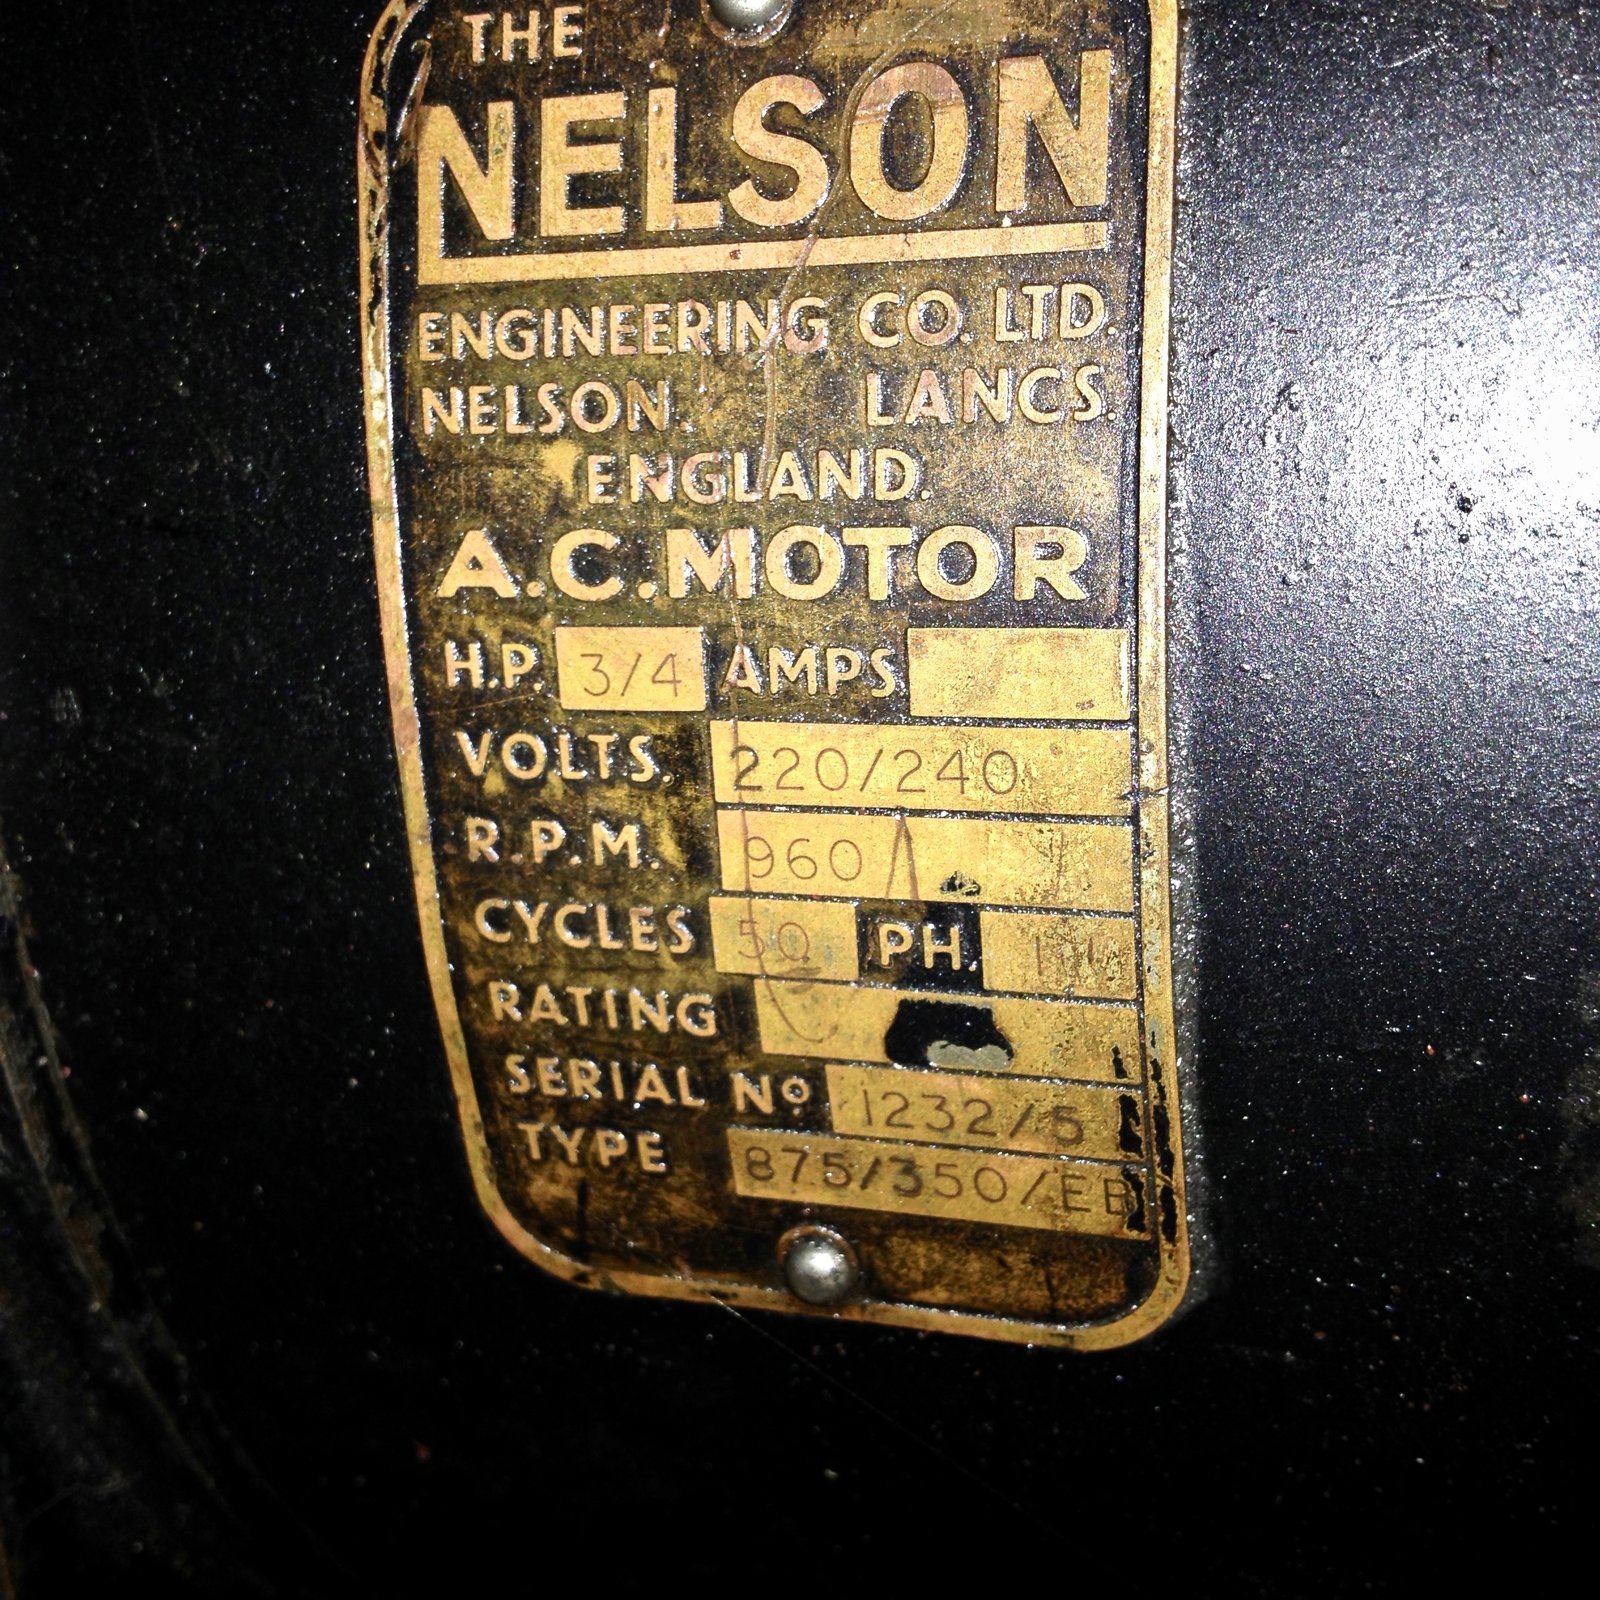 THE
NELSON
ENGINEERING CO. LTD.
NELSON. LANCS.
ENGLAND.
A.C. MOTOR
H.P. 3/4 AMPS
VOLTS. 220/240
R.P.M. 960
CYCLES 50 PH. 1
RATING
SERIAL Nº 1232/5
TYPE 875/350/EB